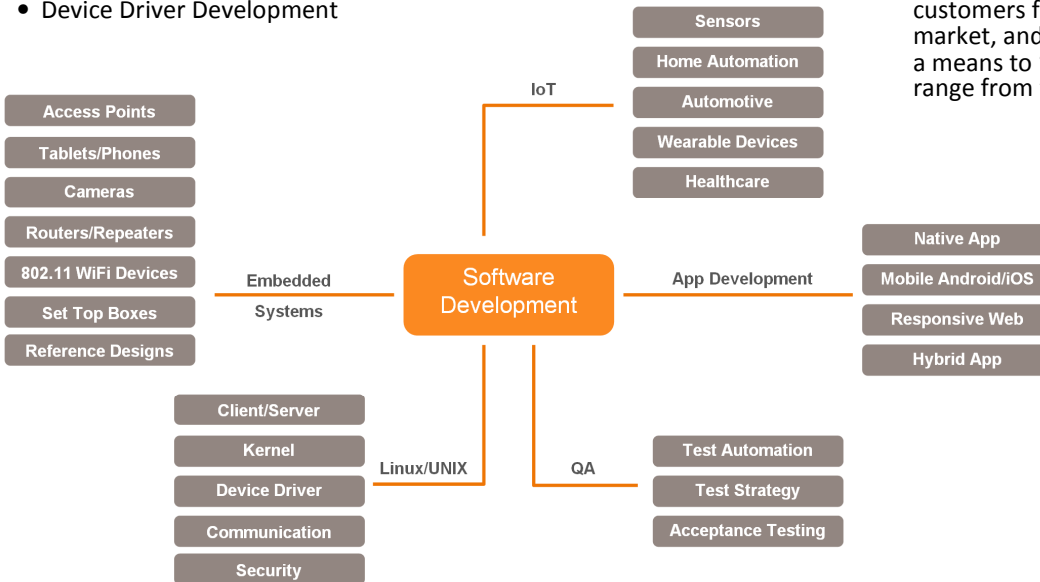 • Device Driver Development
customers f
market, and
a means to
range from
Sensors
Home Automation
Automotive
Wearable Devices
Healthcare
IoT
Access Points
Tablets/Phones
Cameras
Routers/Repeaters
802.11 WiFi Devices
Set Top Boxes
Reference Designs
Embedded
Systems
Software
Development
App Development
Native App
Mobile Android/iOS
Responsive Web
Hybrid App
Client/Server
Kernel
Device Driver
Communication
Security
Linux/UNIX
QA
Test Automation
Test Strategy
Acceptance Testing